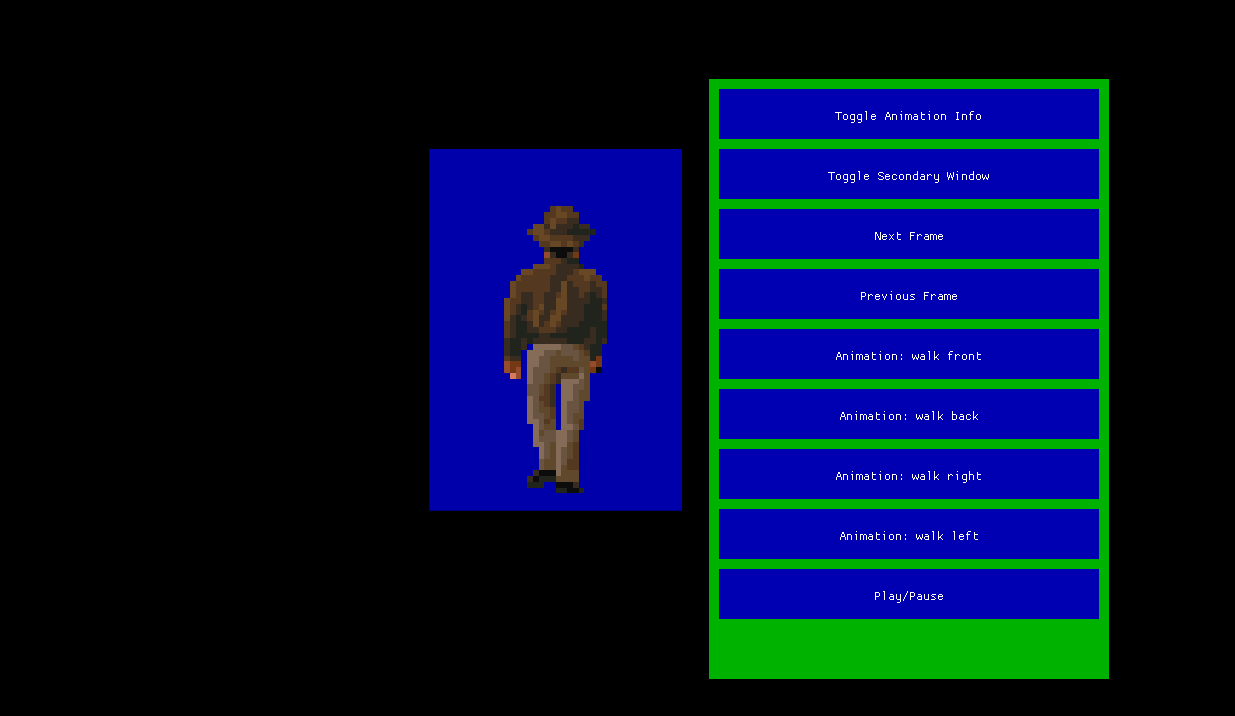 Toggle Animation Info
Toggle Secondary Window
Next Frame
Previous Frame
Animation: walk front
Animation: walk back
Animation: walk right
Animation: walk left
Play/Pause